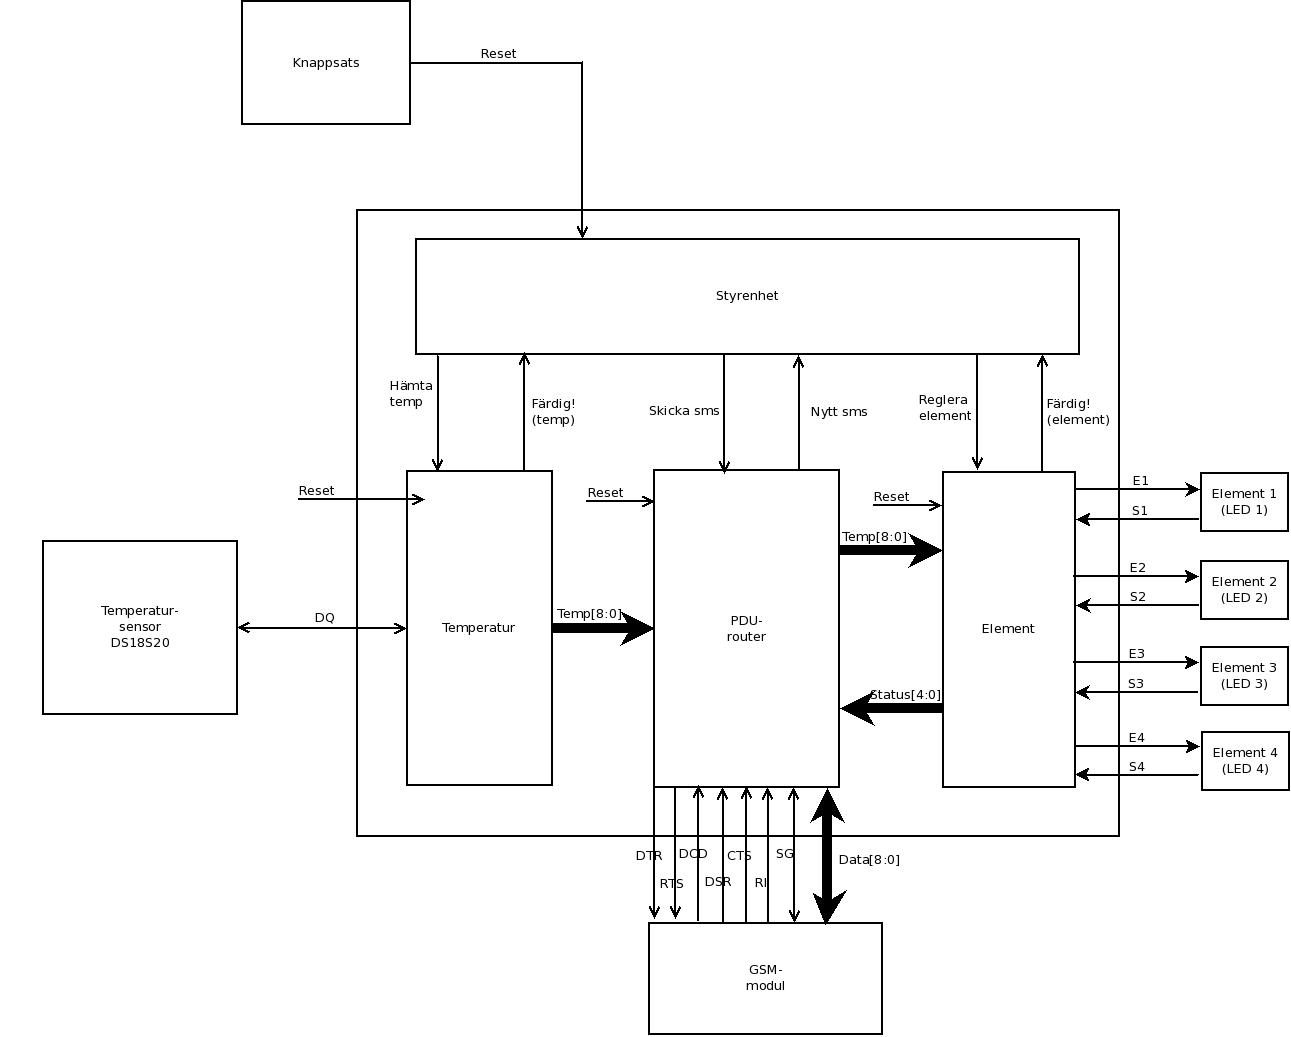 Knappsats
Reset
Styrenhet
Hämta
temp
Färdig!
(temp)
Skicka sms
Nytt sms
Reglera
element
Färdig!
(element)
Reset
Reset
Reset
E1
S1
Element 1
(LED 1)
Temp[8:0]
E2
S2
Element 2
(LED 2)
Temperatur-
sensor
DS18S20
DQ
Temperatur
Temp[8:0]
PDU-
router
Element
E3
S3
Element 3
(LED 3)
Status[4:0]
E4
S4
Element 4
(LED 4)
DTR
RTS
DCD
DSR
CTS
RI
SG
Data[8:0]
GSM-
modul